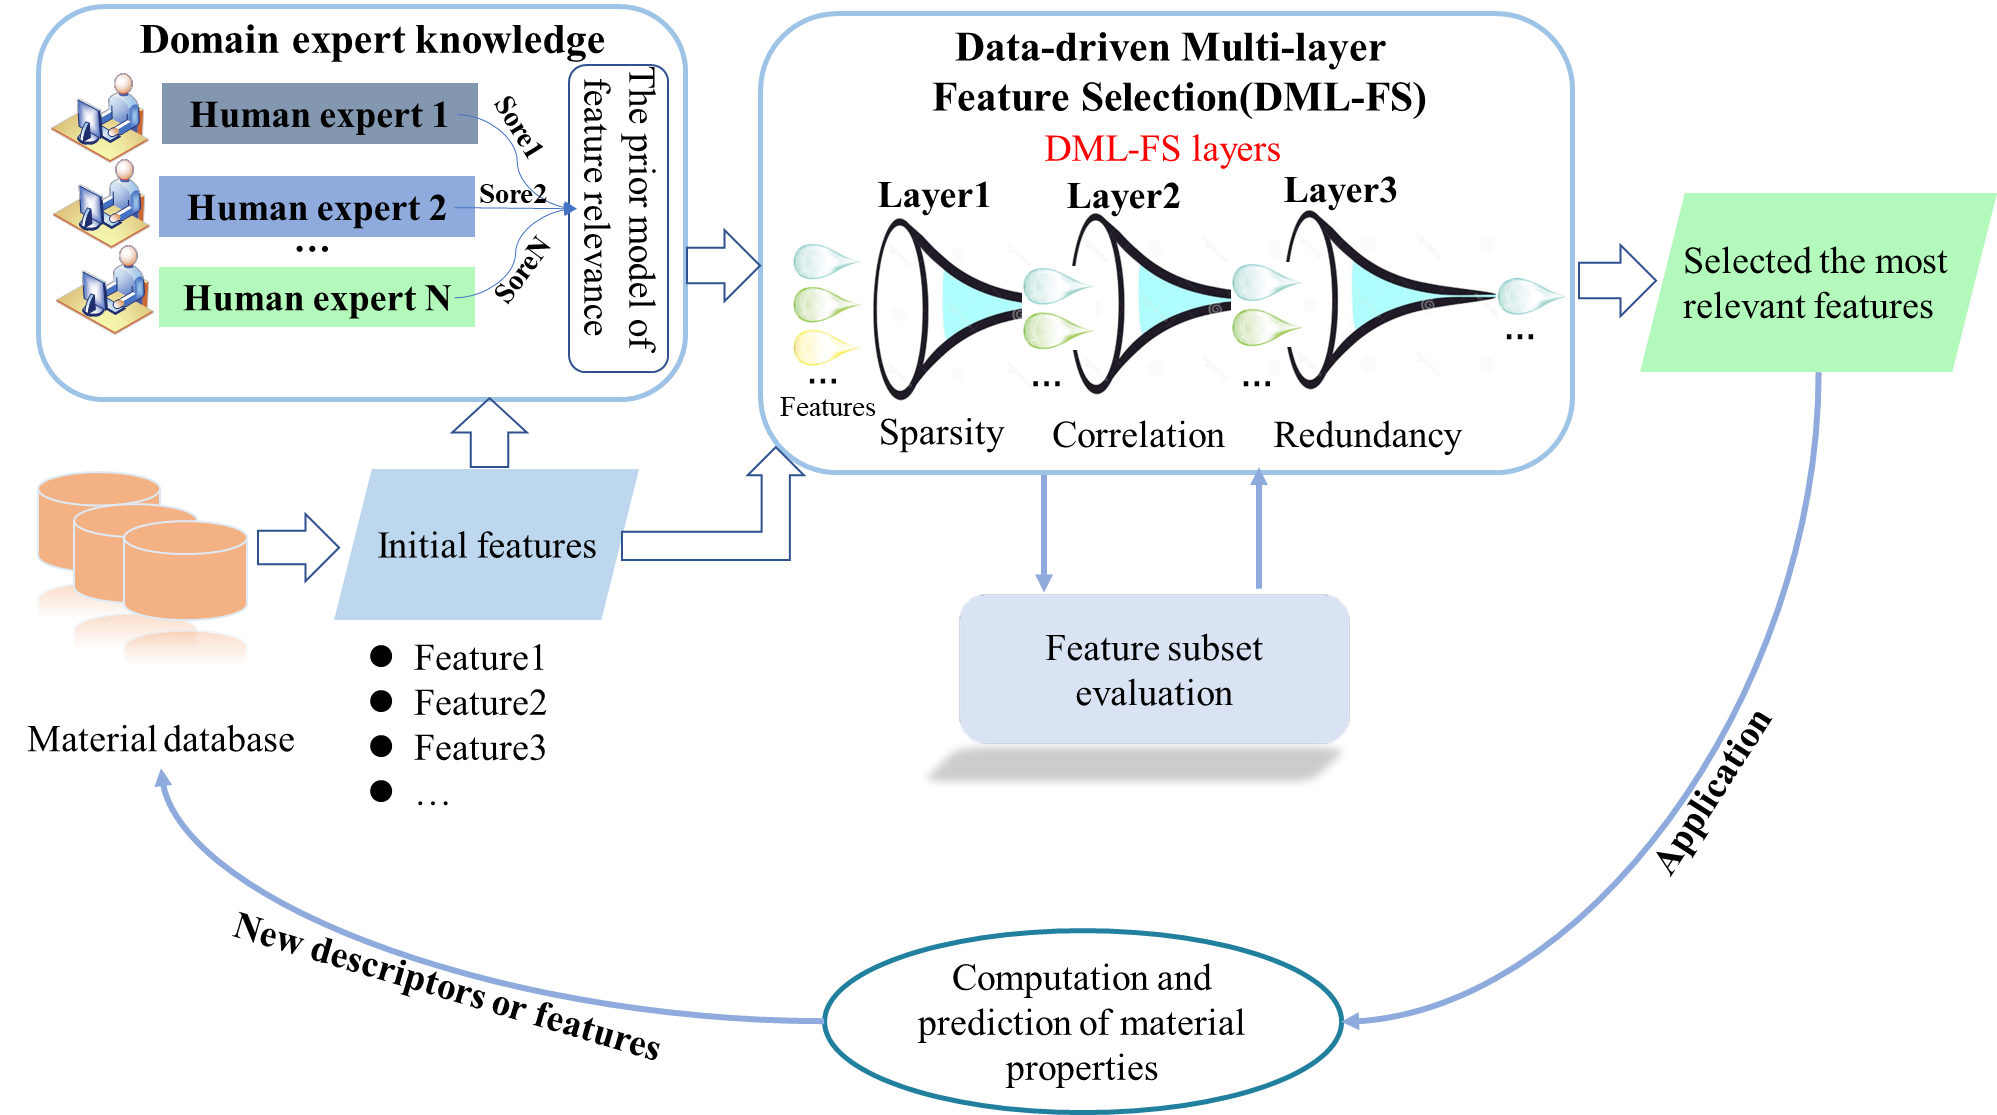 Domain expert knowledge
Human expert 1
Human expert 2
...
Human expert N
Sore1
Sore2
SoreN
The prior model of
feature relevance
Data-driven Multi-layer
Feature Selection(DML-FS)
DML-FS layers
Layer1
Layer2
Layer3
...
Features
...
...
...
Sparsity
Correlation
Redundancy
Selected the most
relevant features
Initial features
● Feature1
● Feature2
● Feature3
● …
Material database
Feature subset
evaluation
Application
Computation and
prediction of material
properties
New descriptors or features